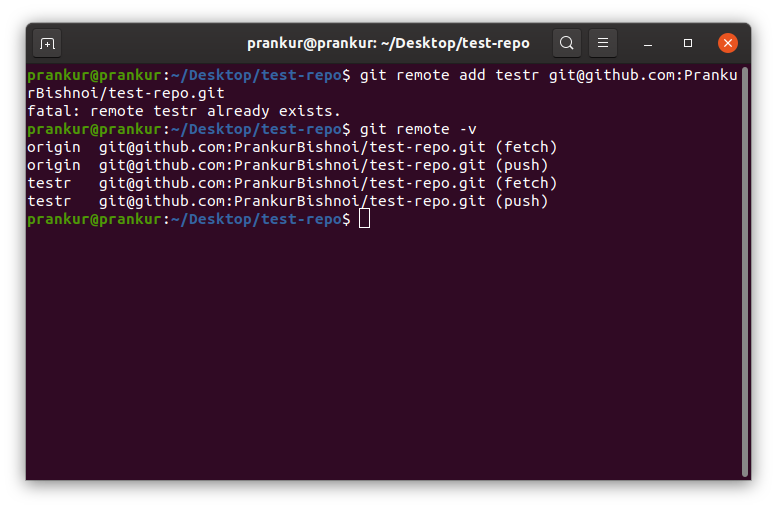 prankur@prankur: ~/Desktop/test-repo
prankur@prankur:~/Desktop/test-repo$ git remote add testr git@github.com:Pranku
rBishnoi/test-repo.git
fatal: remote testr already exists.
prankur@prankur:~/Desktop/test-repo$ git remote -v
origin  git@github.com:PrankurBishnoi/test-repo.git (fetch)
origin  git@github.com:PrankurBishnoi/test-repo.git (push)
testr   git@github.com:PrankurBishnoi/test-repo.git (fetch)
testr   git@github.com:PrankurBishnoi/test-repo.git (push)
prankur@prankur:~/Desktop/test-repo$